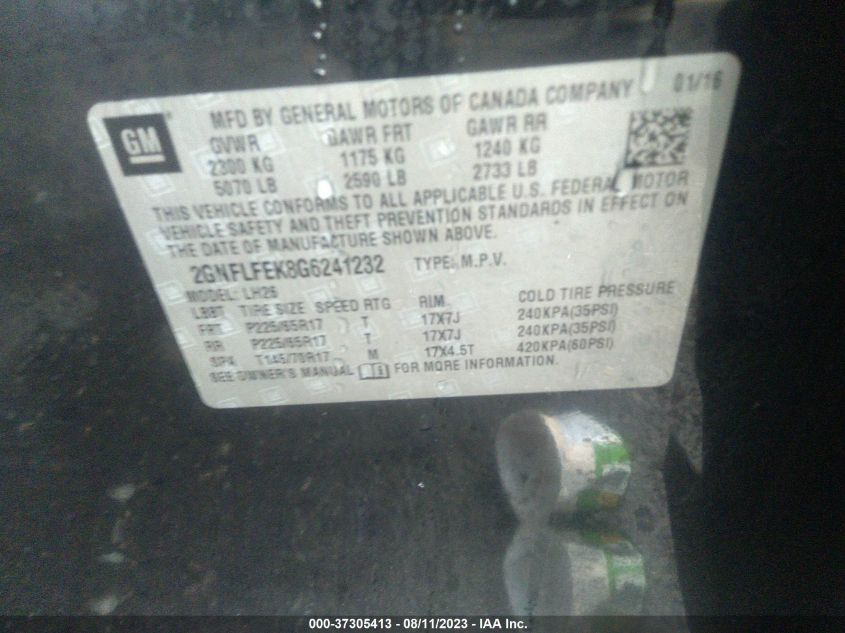 GM
MFD BY GENERAL MOTORS OF CANADA COMPANY 01/16
GVWR GAWR FRT GAWR RR
2300 KG 1175 KG 1240 KG
5070 LB 2590 LB 2733 LB
THIS VEHICLE CONFORMS TO ALL APPLICABLE U.S. FEDERAL MOTOR
VEHICLE SAFETY AND THEFT PREVENTION STANDARDS IN EFFECT ON
THE DATE OF MANUFACTURE SHOWN ABOVE.
2GNFLFEK8G6241232 TYPE: M.P.V.
MODEL: LH26
TIRE SIZE SPEED RTG RIM COLD TIRE PRESSURE
FRT P225/65R17 T 17X7J 240KPA(35PSI)
RR P225/65R17 T 17X7J 240KPA(35PSI)
SPA T145/70R17 M 17X4.5T 420KPA(60PSI)
SEE OWNER'S MANUAL FOR MORE INFORMATION.
000-37305413 - 08/11/2023 - IAA Inc.